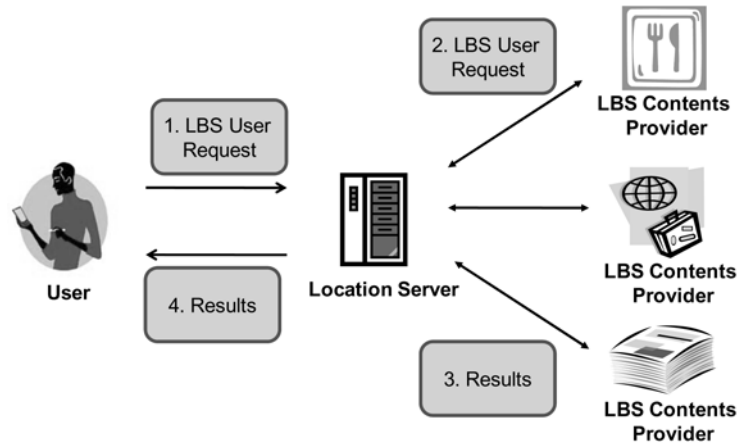 1. LBS User
Request
2. LBS User
Request
LBS Contents
Provider
User
4. Results
Location Server
LBS Contents
Provider
3. Results
LBS Contents
Provider